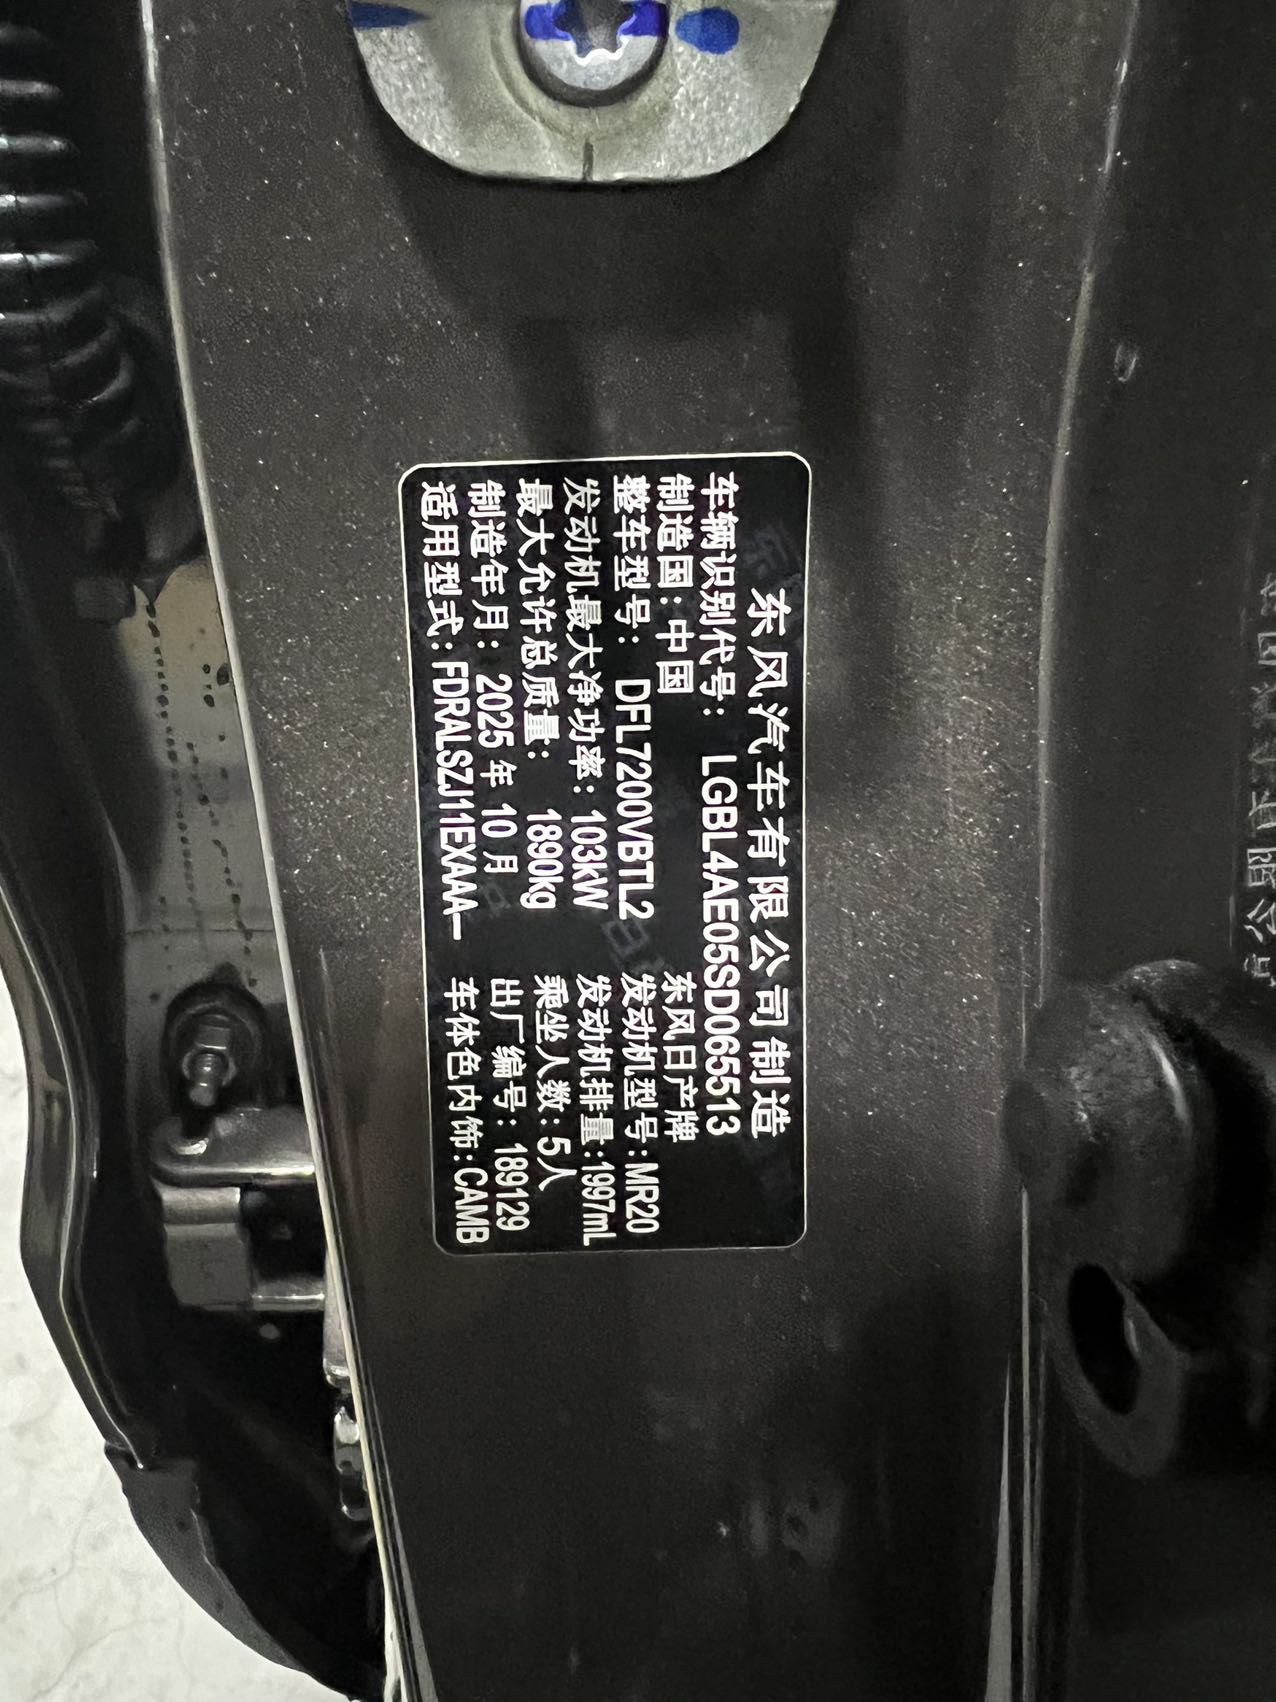 东风汽车有限公司制造
车辆识别代号: LGBL4AE05SD065513
制造国: 中国 东风日产牌
整车型号: DFL7200VBTL2 发动机型号: MR20
发动机最大净功率: 103kW 发动机排量: 1997mL
最大允许总质量: 1890kg 乘坐人数: 5人
制造年月: 2025年10月 出厂编号: 189129
适用型式: FDRALSZJ11EXAAA— 车体色内饰: CAMB